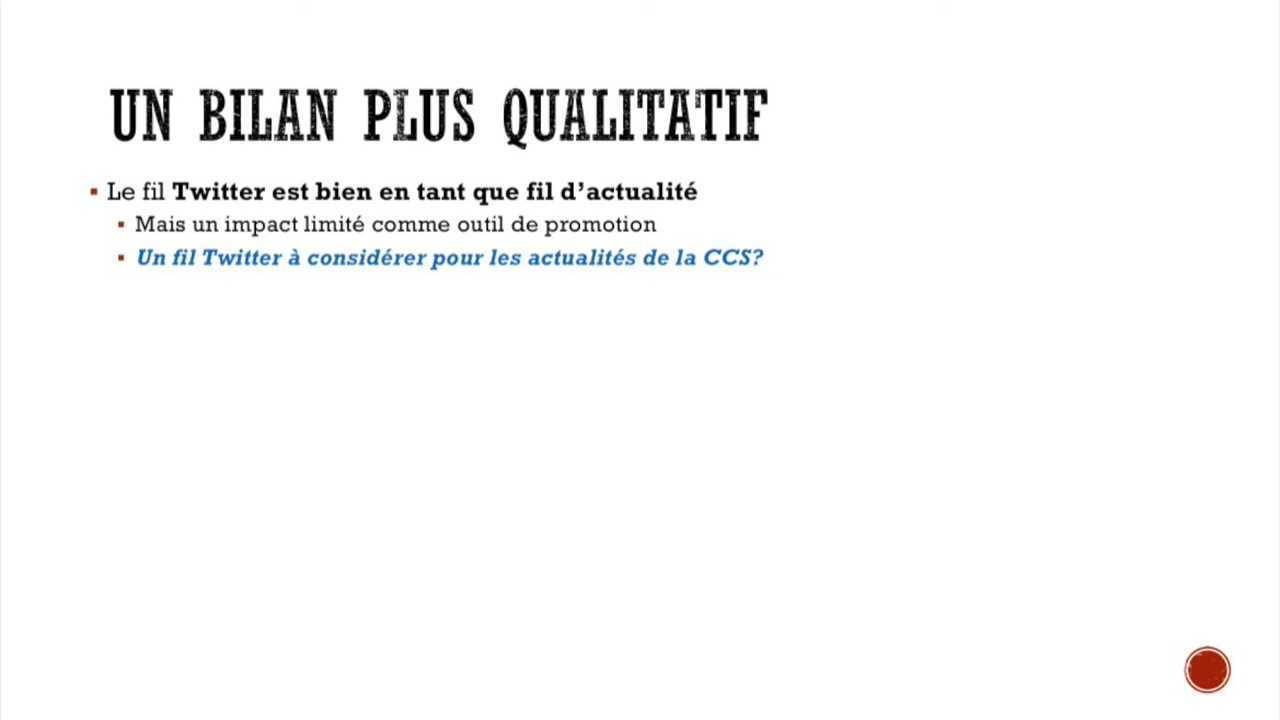 UN BILAN PLUS QUALITATIF
Le fil Twitter est bien en tant que fil d’actualité
Mais un impact limité comme outil de promotion
Un fil Twitter à considérer pour les actualités de la CCS?